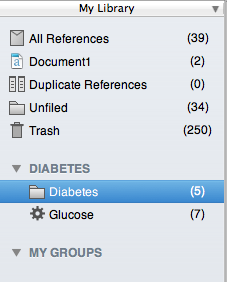 My Library
All References (39)
Document1 (2)
Duplicate References (0)
Unfiled (34)
Trash (250)
DIABETES
Diabetes (5)
Glucose (7)
MY GROUPS